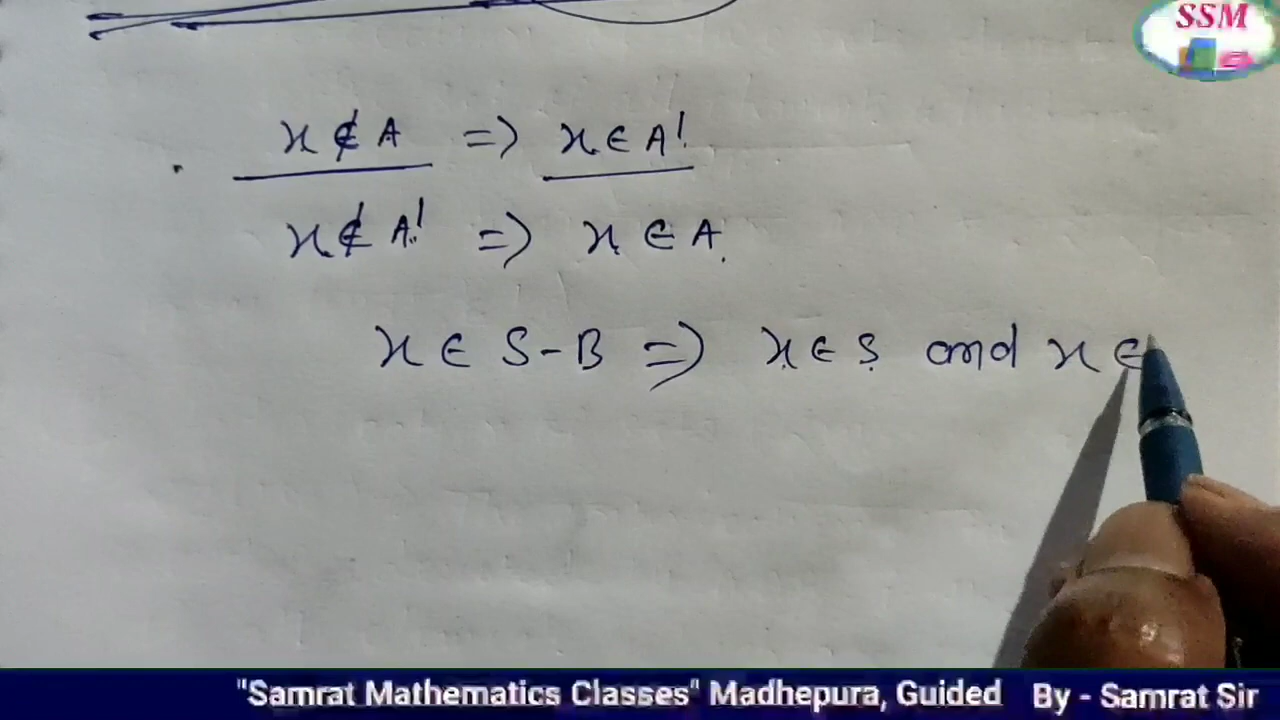 SSM
x ∉ A => x ∈ A'
x ∉ A' => x ∈ A
x ∈ S-B => x ∈ S and x ∈
"Samrat Mathematics Classes" Madhepura, Guided By - Samrat Sir